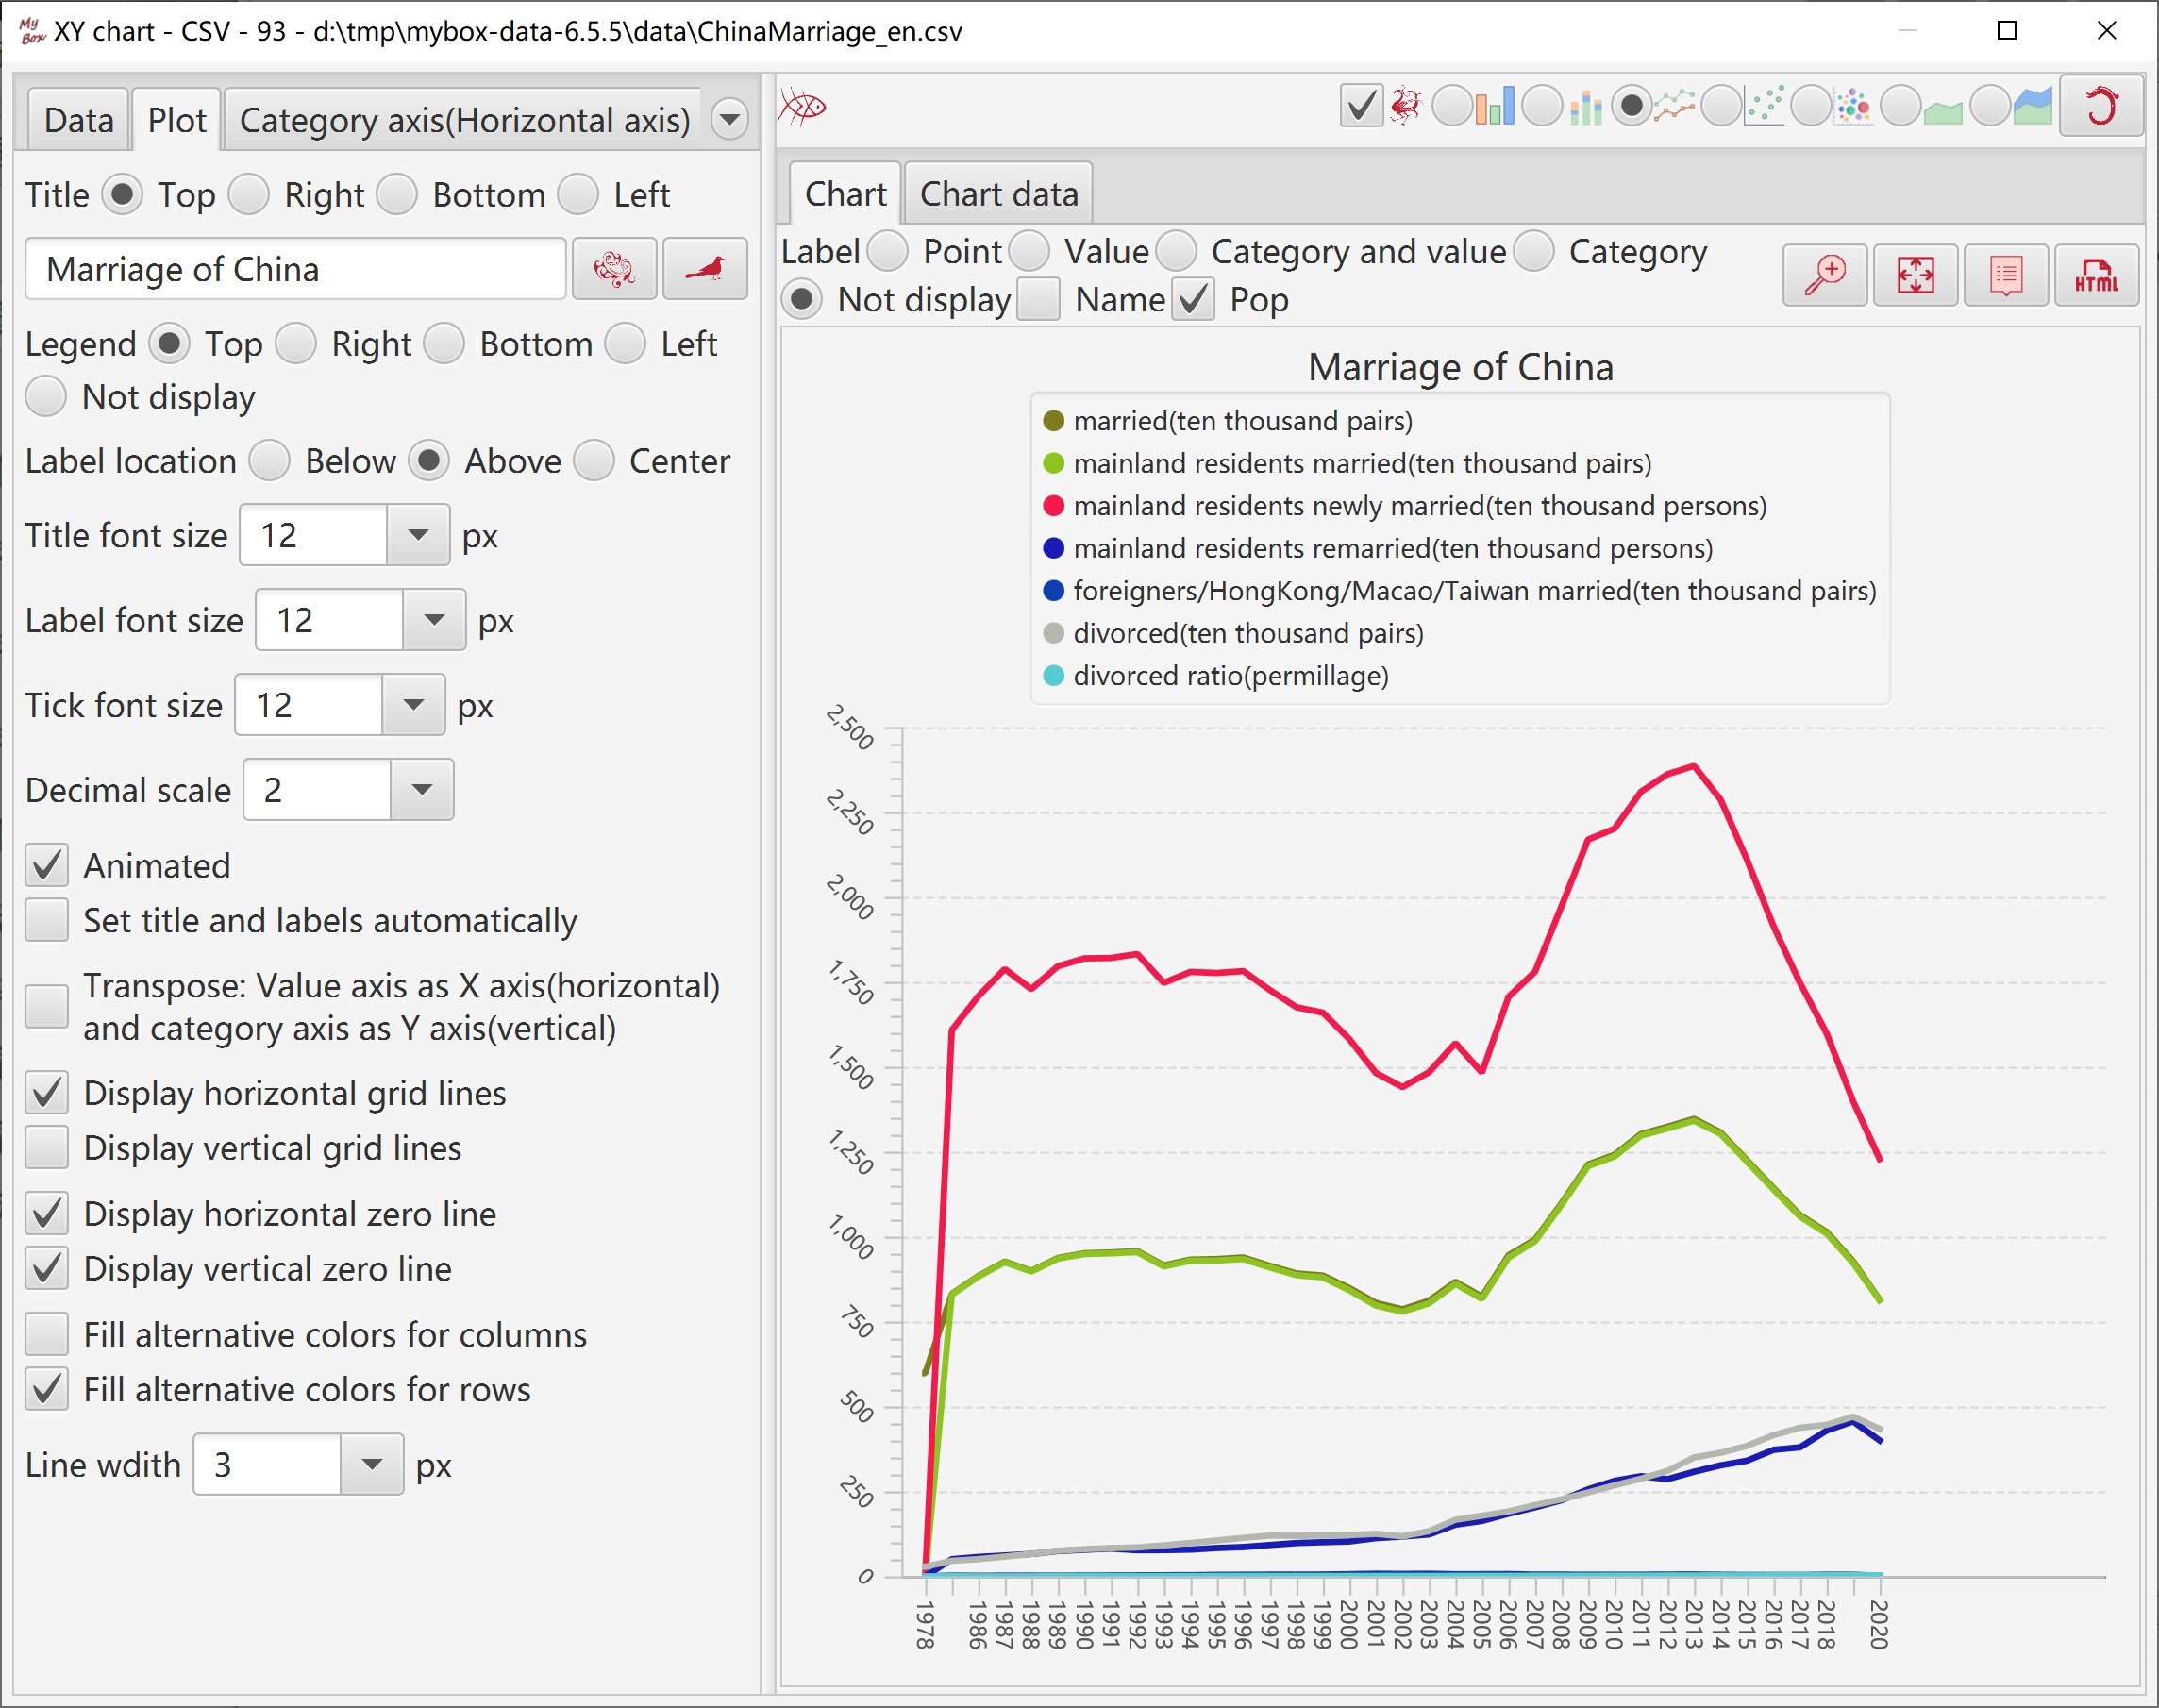 My Box XY chart - CSV - 93 - d:\tmp\mybox-data-6.5.5\data\ChinaMarriage_en.csv
Data Plot Category axis(Horizontal axis)
Title Top Right Bottom Left
Marriage of China
Legend Top Right Bottom Left
Not display
Label location Below Above Center
Title font size 12 px
Label font size 12 px
Tick font size 12 px
Decimal scale 2
Animated
Set title and labels automatically
Transpose: Value axis as X axis(horizontal)
and category axis as Y axis(vertical)
Display horizontal grid lines
Display vertical grid lines
Display horizontal zero line
Display vertical zero line
Fill alternative colors for columns
Fill alternative colors for rows
Line wdith 3 px
Chart Chart data
Label Point Value Category and value Category
Not display Name Pop
HTML
Marriage of China
married(ten thousand pairs)
mainland residents married(ten thousand pairs)
mainland residents newly married(ten thousand persons)
mainland residents remarried(ten thousand persons)
foreigners/HongKong/Macao/Taiwan married(ten thousand pairs)
divorced(ten thousand pairs)
divorced ratio(permillage)
2,500
2,250
2,000
1,750
1,500
1,250
1,000
750
500
250
0
1978 1986 1987 1988 1989 1990 1991 1992 1993 1994 1995 1996 1997 1998 1999 2000 2001 2002 2003 2004 2005 2006 2007 2008 2009 2010 2011 2012 2013 2014 2015 2016 2017 2018 2020